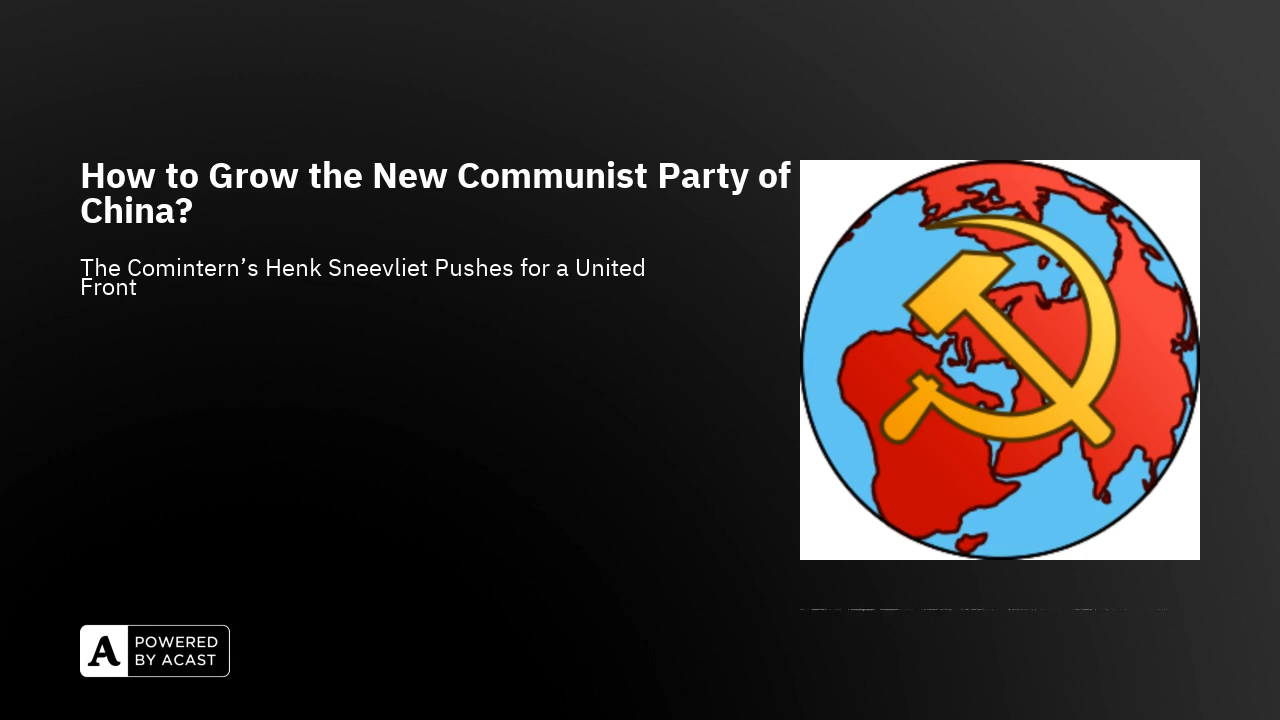 How to Grow the New Communist Party of
China?
The Comintern’s Henk Sneevliet Pushes for a United
Front
A POWERED
BY ACAST